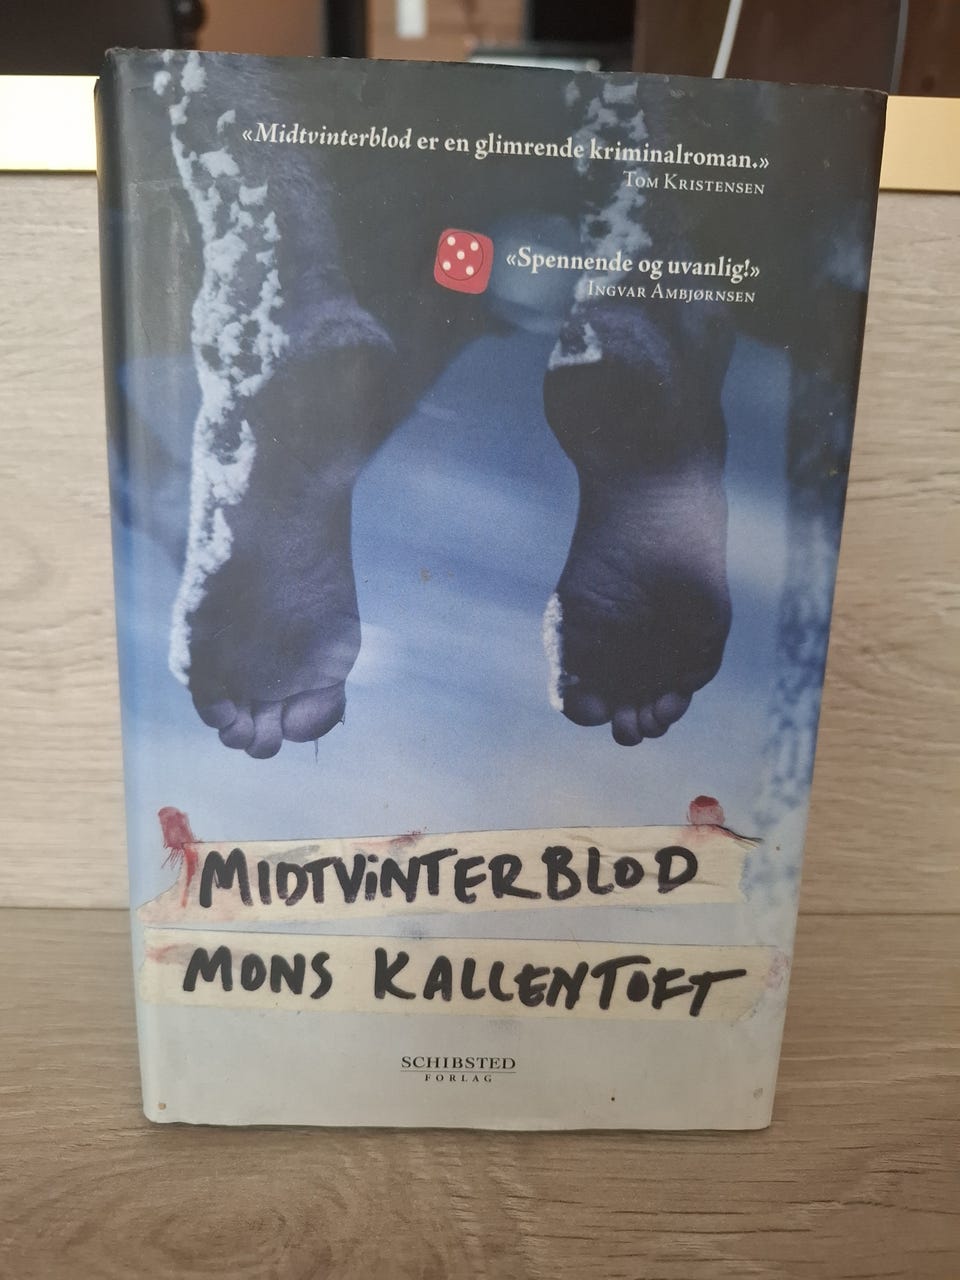 «Midtvinterblod er en glimrende kriminalroman.»
Tom Kristensen
«Spennende og uvanlig!»
Ingvar Ambjørnsen
MIDTVINTERBLOD
MONS KALLENTOFT
SCHIBSTED
FORLAG